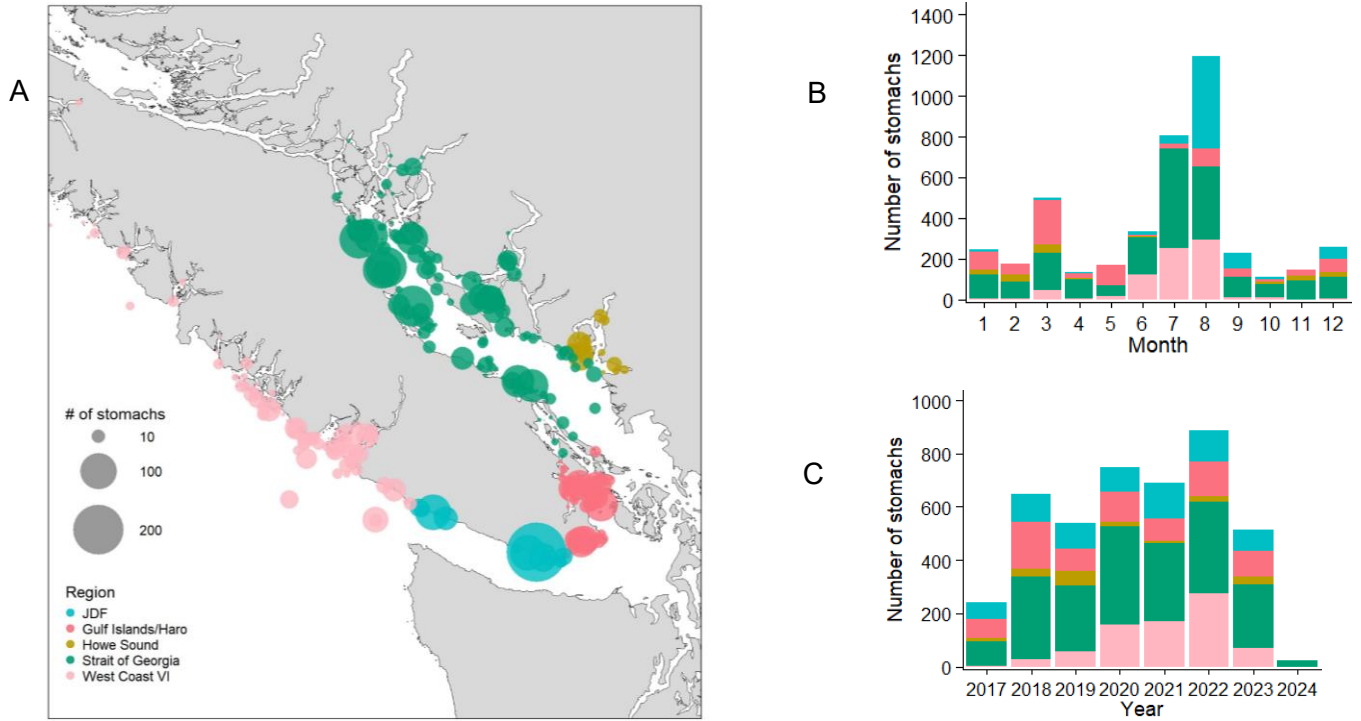 A
# of stomachs
10
100
200
Region
JDF
Gulf Islands/Haro
Howe Sound
Strait of Georgia
West Coast VI
B
Number of stomachs
1400
1200
1000
800
600
400
200
0
1 2 3 4 5 6 7 8 9 10 11 12
Month
C
Number of stomachs
1000
800
600
400
200
0
2017 2018 2019 2020 2021 2022 2023 2024
Year